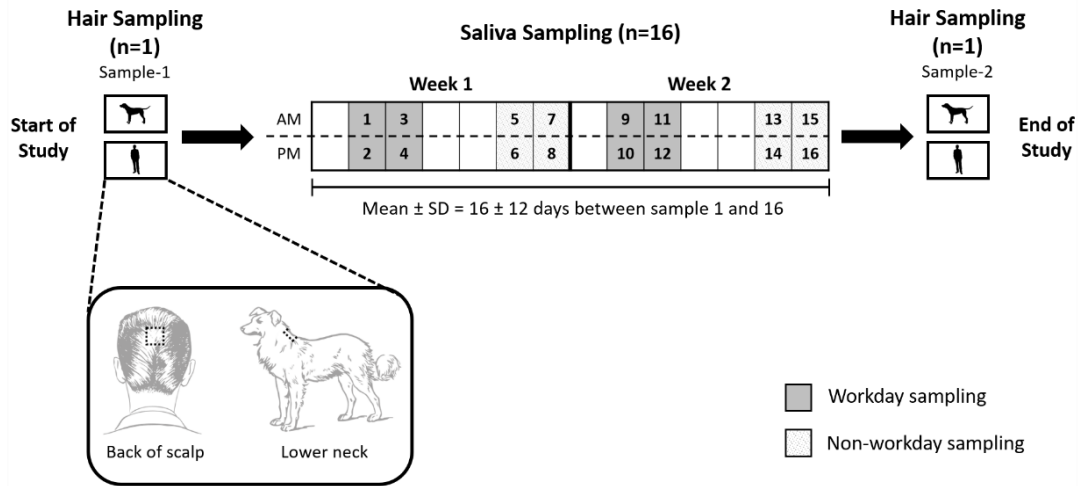 Hair Sampling
(n=1)
Sample-1
Saliva Sampling (n=16)
Hair Sampling
(n=1)
Sample-2
Week 1
Week 2
Start of
Study
AM
1 3 5 7 9 11 13 15
PM
2 4 6 8 10 12 14 16
End of
Study
Mean ± SD = 16 ± 12 days between sample 1 and 16
Back of scalp
Lower neck
Workday sampling
Non-workday sampling